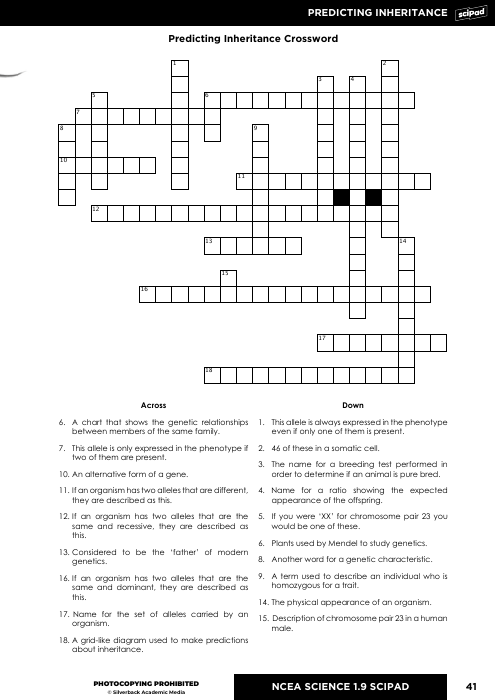 PREDICTING INHERITANCE scipad
Predicting Inheritance Crossword
1
2
3
4
5
6
7
8
9
10
11
12
13
14
15
16
17
18
Across
6. A chart that shows the genetic relationships
between members of the same family.
7. This allele is only expressed in the phenotype if
two of them are present.
10. An alternative form of a gene.
11. If an organism has two alleles that are different,
they are described as this.
12. If an organism has two alleles that are the
same and recessive, they are described as
this.
13. Considered to be the ‘father’ of modern
genetics.
16. If an organism has two alleles that are the
same and dominant, they are described as
this.
17. Name for the set of alleles carried by an
organism.
18. A grid-like diagram used to make predictions
about inheritance.
Down
1. This allele is always expressed in the phenotype
even if only one of them is present.
2. 46 of these in a somatic cell.
3. The name for a breeding test performed in
order to determine if an animal is pure bred.
4. Name for a ratio showing the expected
appearance of the offspring.
5. If you were ‘XX’ for chromosome pair 23 you
would be one of these.
6. Plants used by Mendel to study genetics.
8. Another word for a genetic characteristic.
9. A term used to describe an individual who is
homozygous for a trait.
14. The physical appearance of an organism.
15. Description of chromosome pair 23 in a human
male.
PHOTOCOPYING PROHIBITED
© Silverback Academic Media
NCEA SCIENCE 1.9 SCIPAD
41